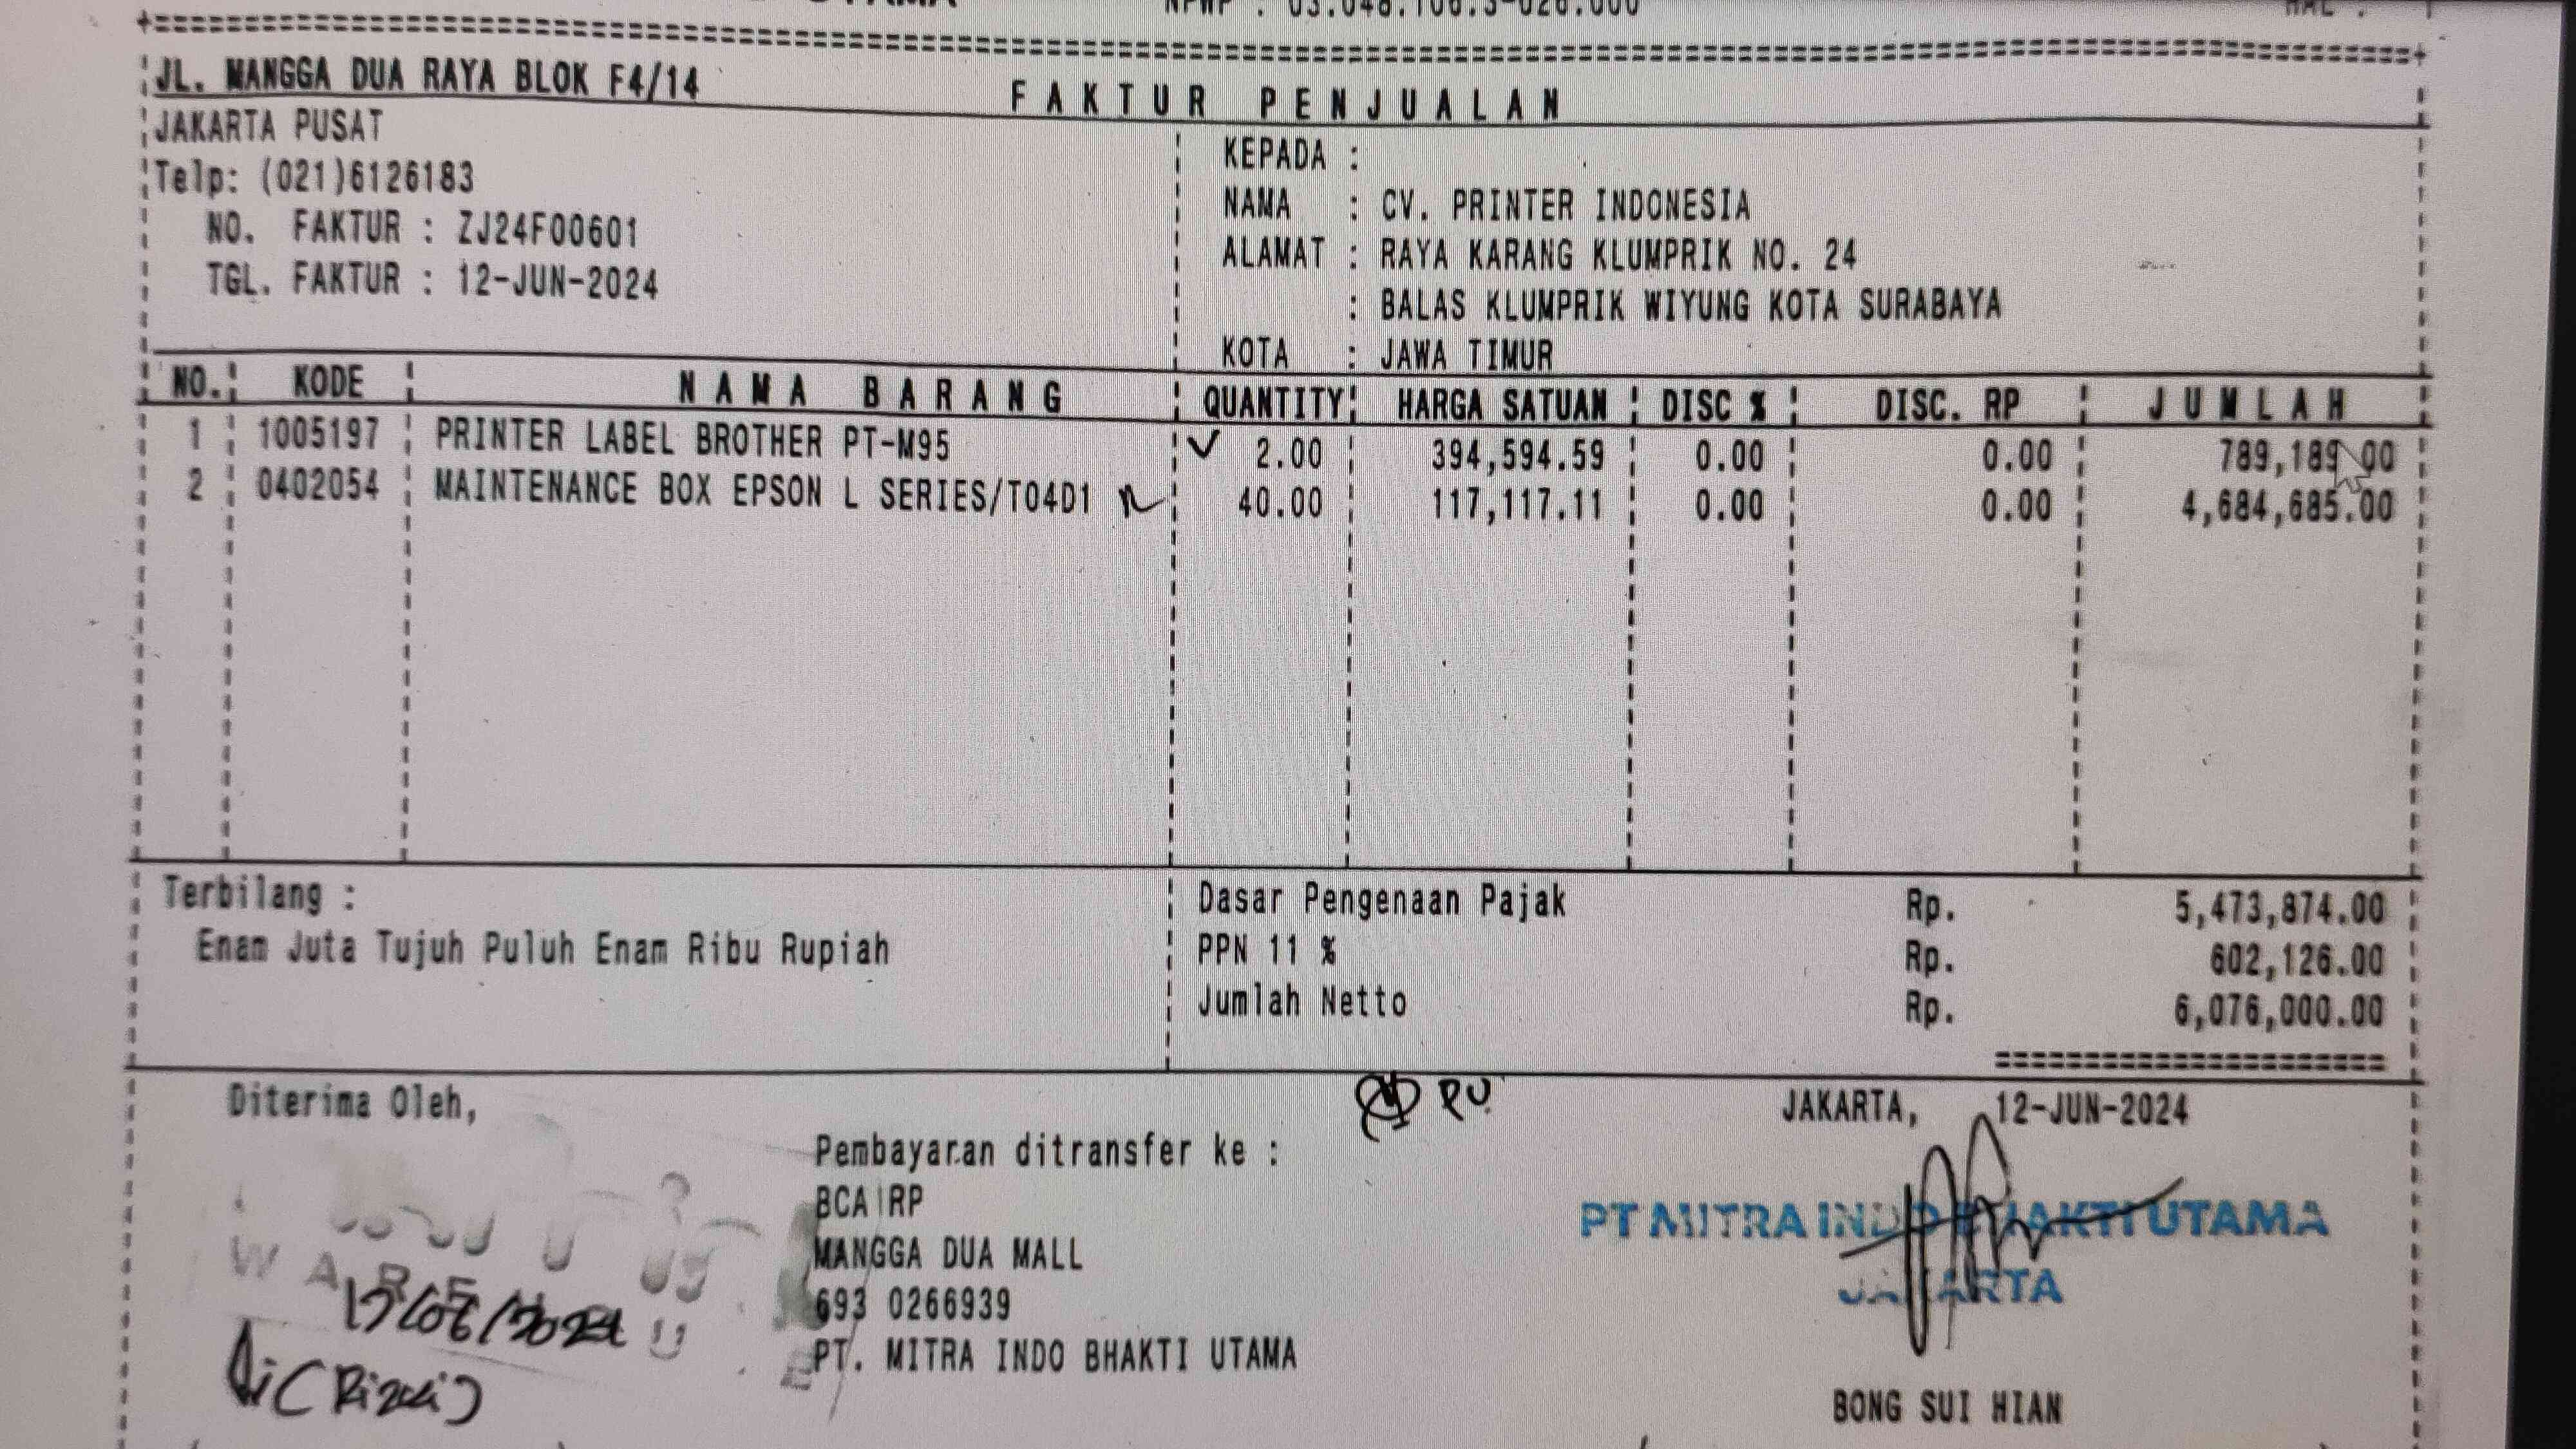 JL. MANGGA DUA RAYA BLOK F4/14
FAKTUR PENJUALAN
JAKARTA PUSAT
Telp: (021)6126183
NO. FAKTUR : ZJ24F00601
TGL. FAKTUR : 12-JUN-2024
KEPADA :
NAMA : CV. PRINTER INDONESIA
ALAMAT : RAYA KARANG KLUMPRIK NO. 24
: BALAS KLUMPRIK WIYUNG KOTA SURABAYA
KOTA : JAWA TIMUR
NO. KODE NAMA BARANG QUANTITY HARGA SATUAN DISC % DISC. RP JUMLAH
1 1005197 PRINTER LABEL BROTHER PT-M95 2.00 394,594.59 0.00 0.00 789,189.00
2 0402054 MAINTENANCE BOX EPSON L SERIES/T04D1 40.00 117,117.11 0.00 0.00 4,684,685.00
Terbilang :
Enam Juta Tujuh Puluh Enam Ribu Rupiah
Dasar Pengenaan Pajak Rp. 5,473,874.00
PPN 11 % Rp. 602,126.00
Jumlah Netto Rp. 6,076,000.00
Diterima Oleh,
Pembayaran ditransfer ke :
BCA RP
MANGGA DUA MALL
693 0266939
PT. MITRA INDO BHAKTI UTAMA
JAKARTA, 12-JUN-2024
PT MITRA INDO BHAKTI UTAMA
JAKARTA
BONG SUI HIAN